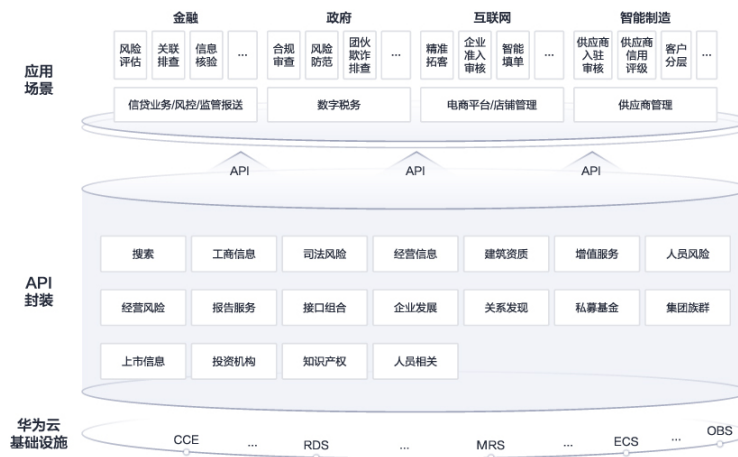 金融
政府
互联网
智能制造
应用
场景
风险
评估
关联
排查
信息
核验
...
合规
审查
风险
防范
团伙
欺诈
排查
...
精准
拓客
企业
准入
审核
智能
填单
...
供应商
入驻
审核
供应商
信用
评级
客户
分层
...
信贷业务/风控/监管报送
数字税务
电商平台/店铺管理
供应商管理
API
API
API
API
封装
搜索
工商信息
司法风险
经营信息
建筑资质
增值服务
人员风险
经营风险
报告服务
接口组合
企业发展
关系发现
私募基金
集团族群
上市信息
投资机构
知识产权
人员相关
华为云
基础设施
CCE
...
RDS
...
MRS
...
ECS
...
OBS